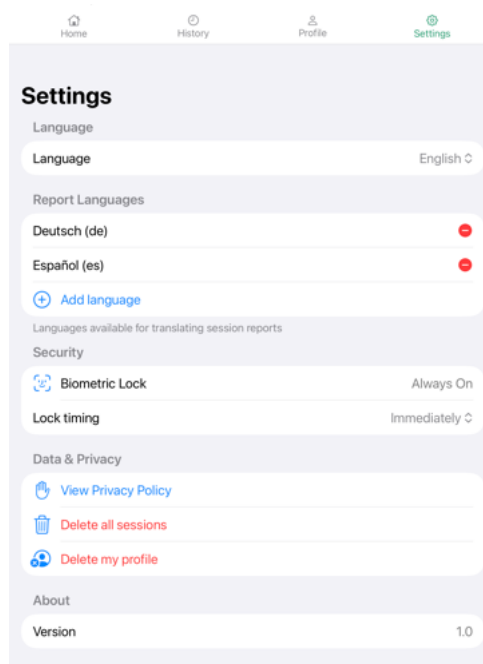 Home History Profile Settings
Settings
Language
Language English
Report Languages
Deutsch (de)
Español (es)
Add language
Languages available for translating session reports
Security
Biometric Lock Always On
Lock timing Immediately
Data & Privacy
View Privacy Policy
Delete all sessions
Delete my profile
About
Version 1.0